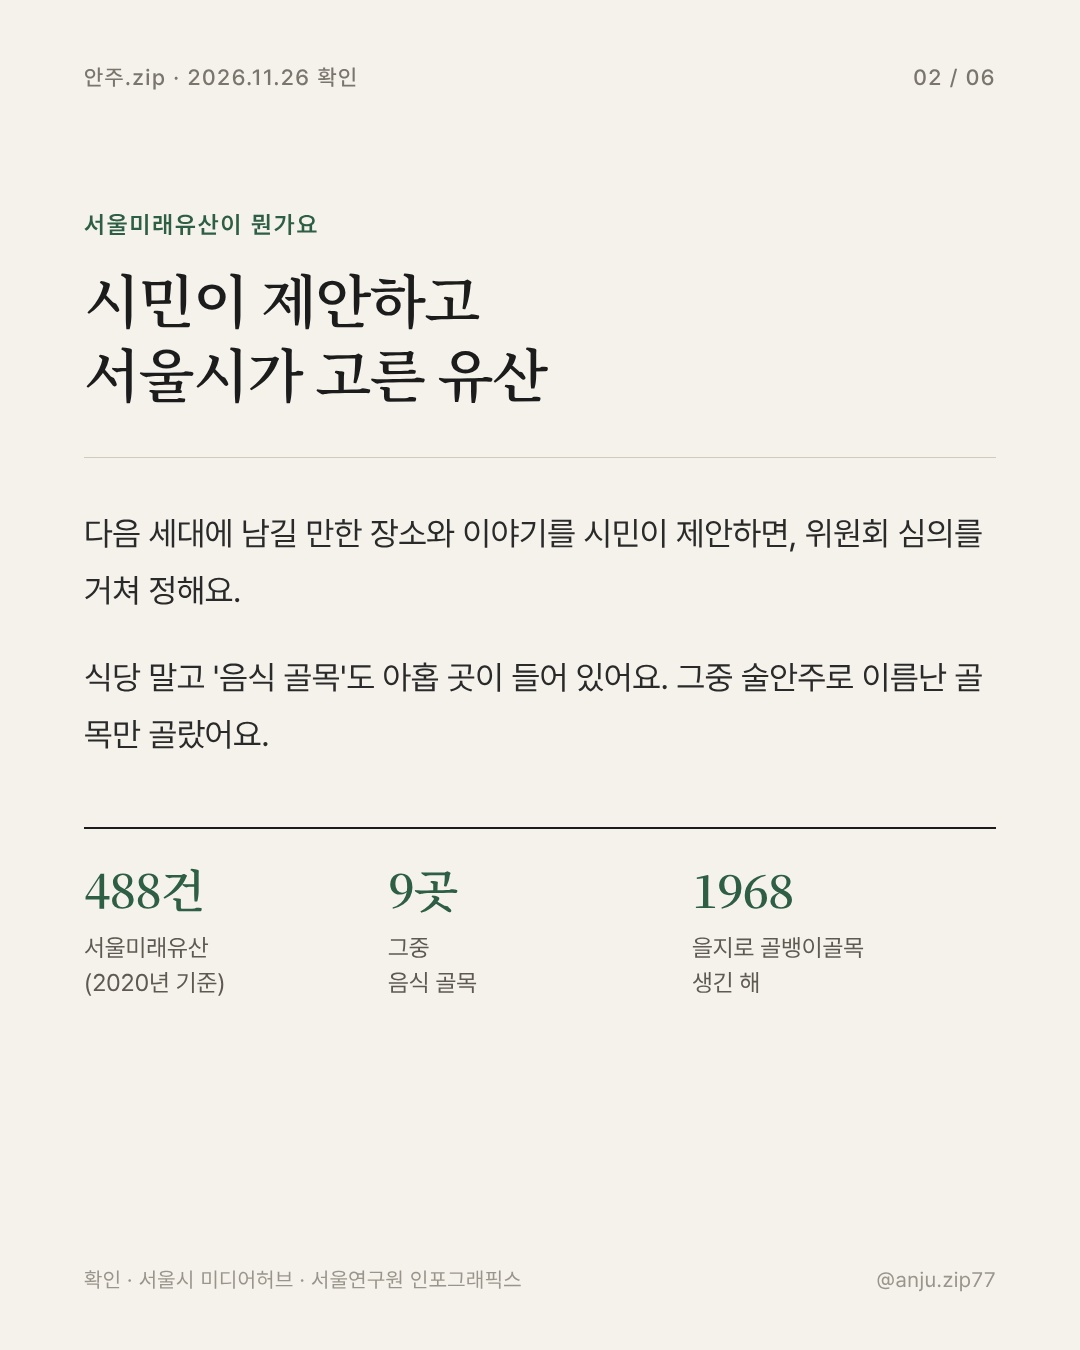 안주.zip · 2026.11.26 확인
02 / 06
서울미래유산이 뭔가요
시민이 제안하고
서울시가 고른 유산
다음 세대에 남길 만한 장소와 이야기를 시민이 제안하면, 위원회 심의를
거쳐 정해요.
식당 말고 '음식 골목'도 아홉 곳이 들어 있어요. 그중 술안주로 이름난 골
목만 골랐어요.
488건
서울미래유산
(2020년 기준)
9곳
그중
음식 골목
1968
을지로 골뱅이골목
생긴 해
확인 · 서울시 미디어허브 · 서울연구원 인포그래픽스
@anju.zip77